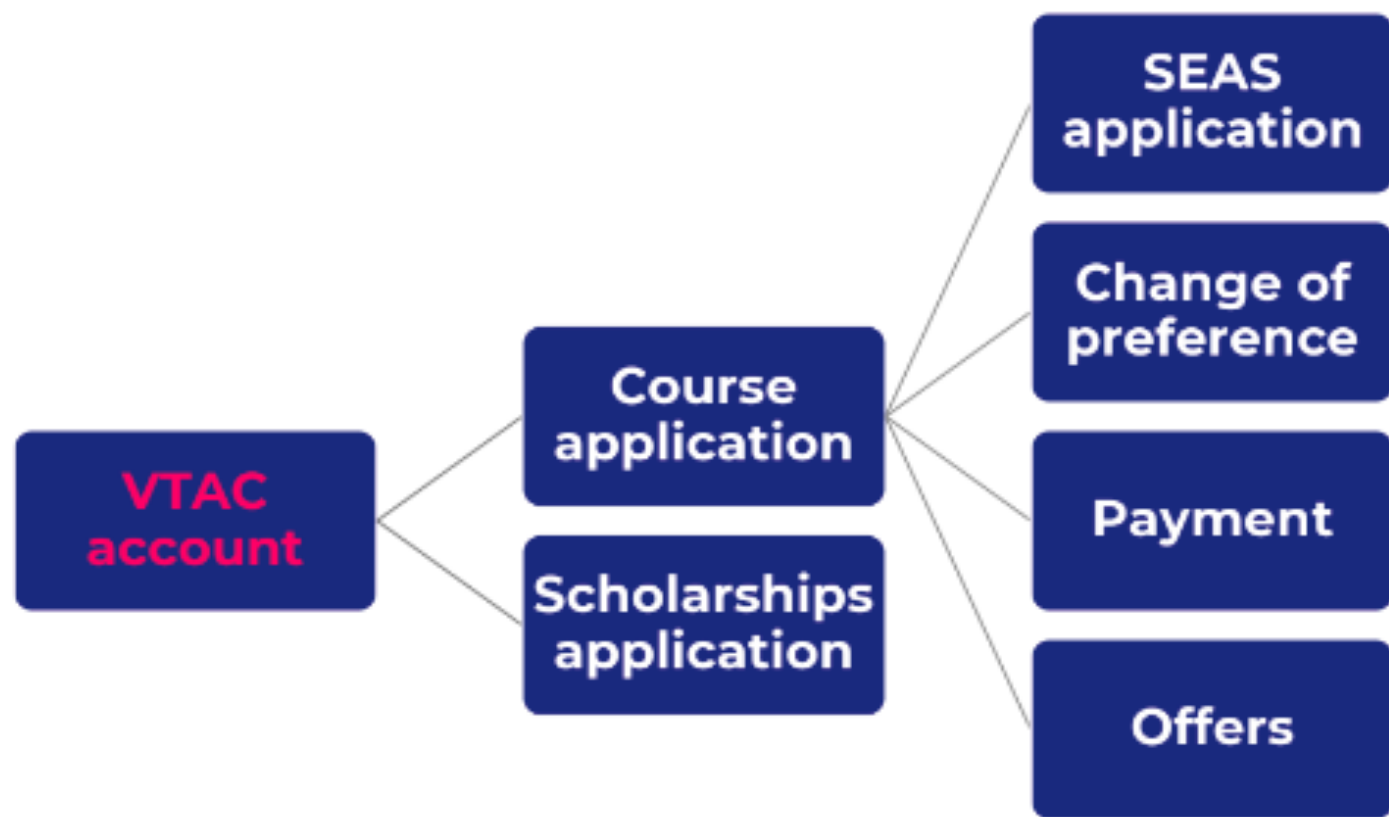 VTAC
account
Course
application
Scholarships
application
SEAS
application
Change of
preference
Payment
Offers